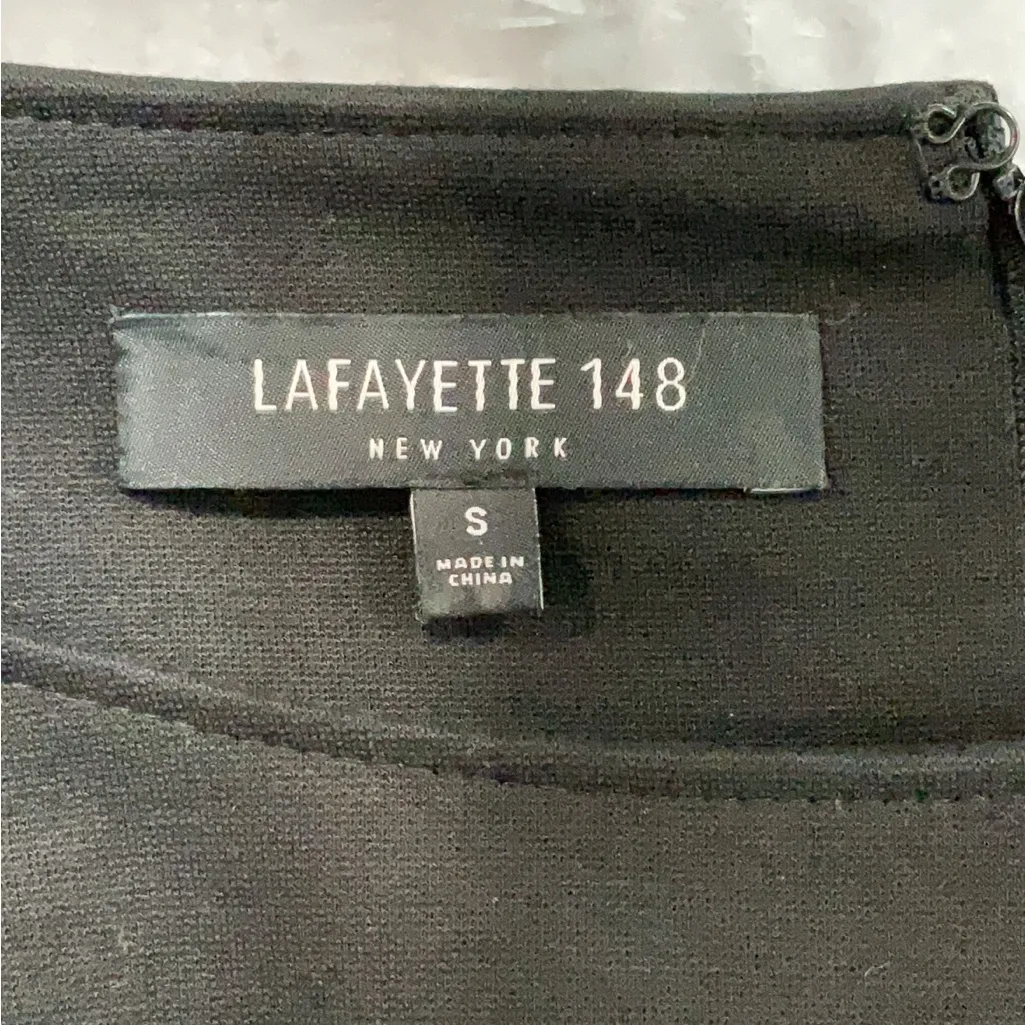 LAFAYETTE 148
NEW YORK
S
MADE IN
CHINA